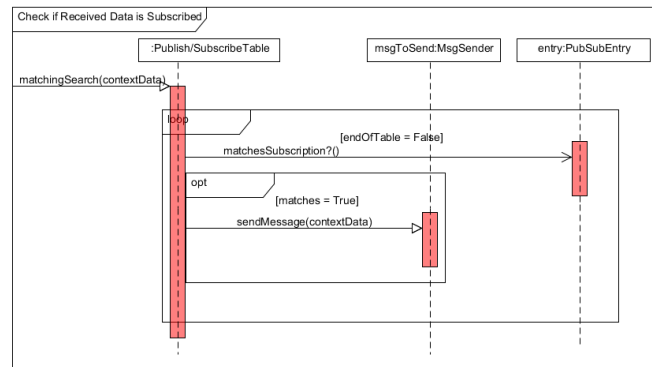 Check if Received Data is Subscribed
:Publish/SubscribeTable
msgToSend:MsgSender
entry:PubSubEntry
matchingSearch(contextData)
loop
[endOfTable = False]
matchesSubscription?()
opt
[matches = True]
sendMessage(contextData)